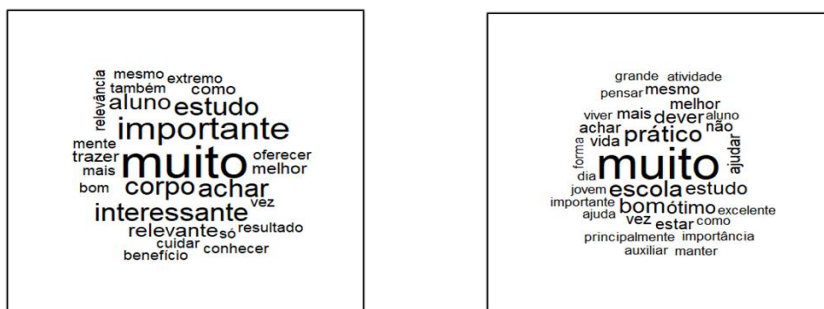 mesmo extremo
relevância
também como
aluno estudo
importante
mente
trazer
muito
oferecer
melhor
mais
bom
corpo achar
vez
interessante
relevante só resultado
cuidar conhecer
benefício
grande atividade
pensar mesmo
melhor
viver mais dever aluno
achar não
vida prático
forma
muito
ajudar
dia
jovem escola estudo
importante bom ótimo excelente
ajuda vez estar como
principalmente importância
auxiliar manter